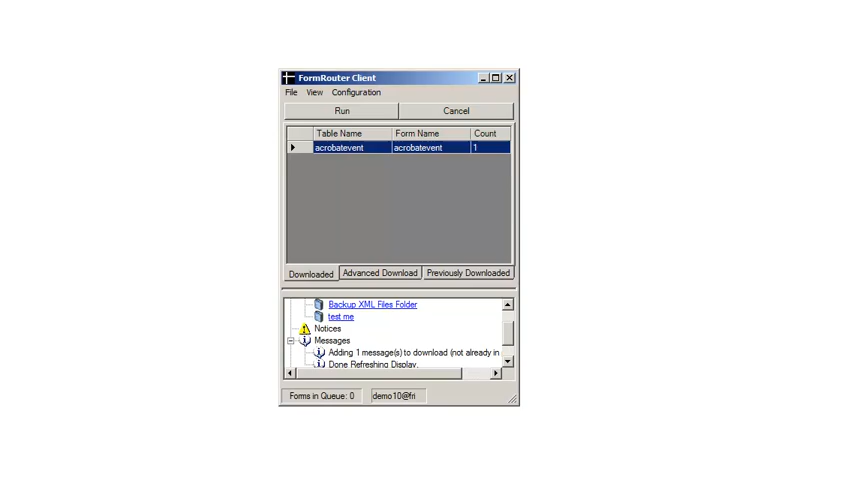 FormRouter Client
File View Configuration
Run Cancel
Table Name Form Name Count
acrobatevent acrobatevent 1
Downloaded Advanced Download Previously Downloaded
Backup XML Files Folder
test me
Notices
Messages
Adding 1 message(s) to download (not already in
Done Refreshing Display.
Forms in Queue: 0 demo10@fri